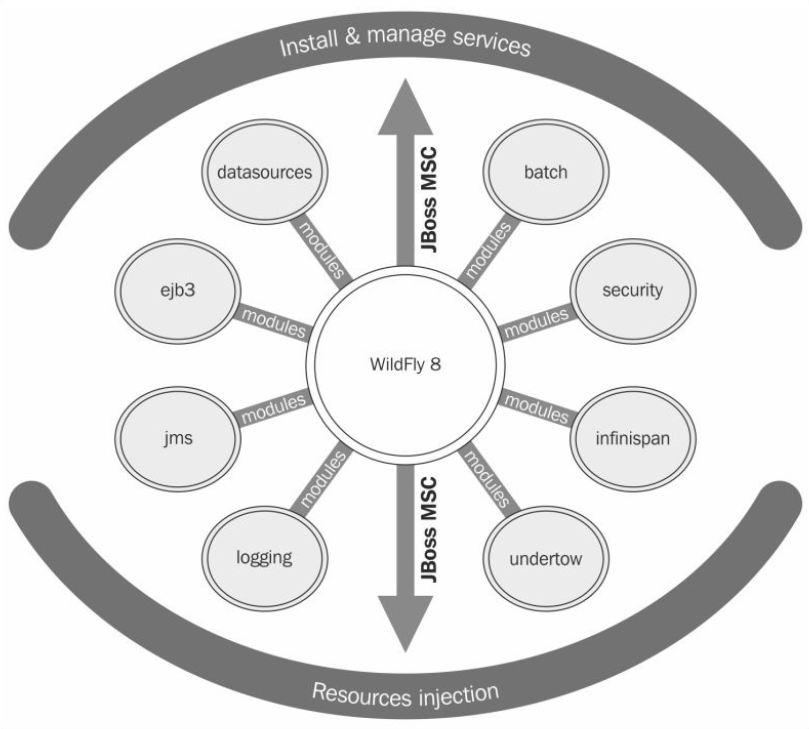 Install & manage services
datasources
batch
JBoss MSC
modules
modules
ejb3
security
modules
modules
WildFly 8
modules
modules
jms
infinispan
modules
modules
JBoss MSC
logging
undertow
Resources injection